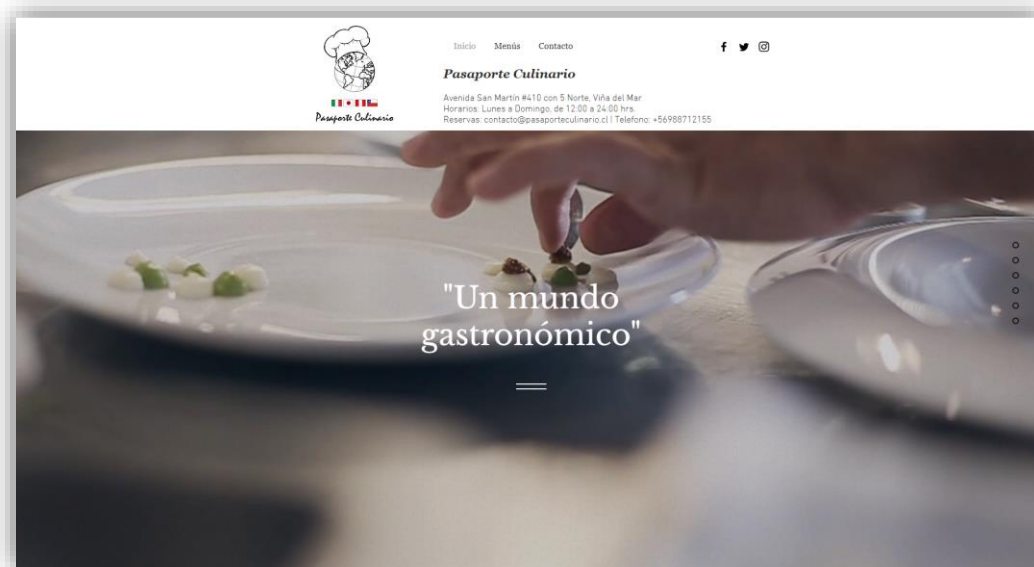 Pasaporte Culinario
Inicio Menús Contacto
Pasaporte Culinario
Avenida San Martín #410 con 5 Norte, Viña del Mar
Horarios: Lunes a Domingo, de 12:00 a 24:00 hrs.
Reservas: contacto@pasaporteculinario.cl | Telefono: +56988712155
"Un mundo
gastronómico"